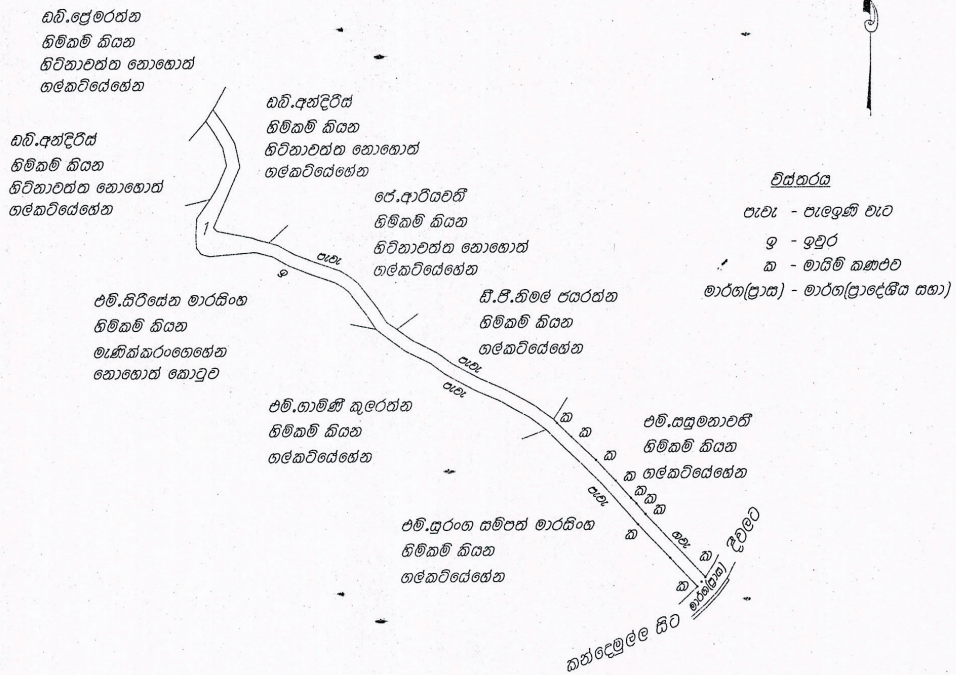 ඩබ්.ප්‍රේමරත්න
හිම්කම් කියන
හිටිනාවත්ත නොහොත්
ගල්කටියේහේන
ඩබ්.අන්දිරිස්
හිම්කම් කියන
හිටිනාවත්ත නොහොත්
ගල්කටියේහේන
ඩබ්.අන්දිරිස්
හිම්කම් කියන
හිටිනාවත්ත නොහොත්
ගල්කටියේහේන
ජේ.ආරියවතී
හිම්කම් කියන
හිටිනාවත්ත නොහොත්
ගල්කටියේහේන
විස්තරය
පැවැ - පැලඉණි වැට
ඉ - ඉවුර
ක - මායිම් කණුව
මාර්ග(ප්‍රාස) - මාර්ග(ප්‍රාදේශීය සභා)
1
පැවැ
ඉ
එම්.සිරිසේන මාරසිංහ
හිම්කම් කියන
මැණික්කරංගෙහේන
නොහොත් කොටුව
ඩී.පී.නිමල් ජයරත්න
හිම්කම් කියන
ගල්කටියේහේන
පැවැ
පැවැ
එම්.ගාමිණී කුලරත්න
හිම්කම් කියන
ගල්කටියේහේන
එම්.සසුමනාවතී
හිම්කම් කියන
ගල්කටියේහේන
ක
ක
ක
ක
ක
ක
ක
පැවැ
එම්.සුරංග සම්පත් මාරසිංහ
හිම්කම් කියන
ගල්කටියේහේන
ක
ක
ක
මාර්ග(ප්‍රාස)
දීවලට
කන්දෙමුල්ල සිට